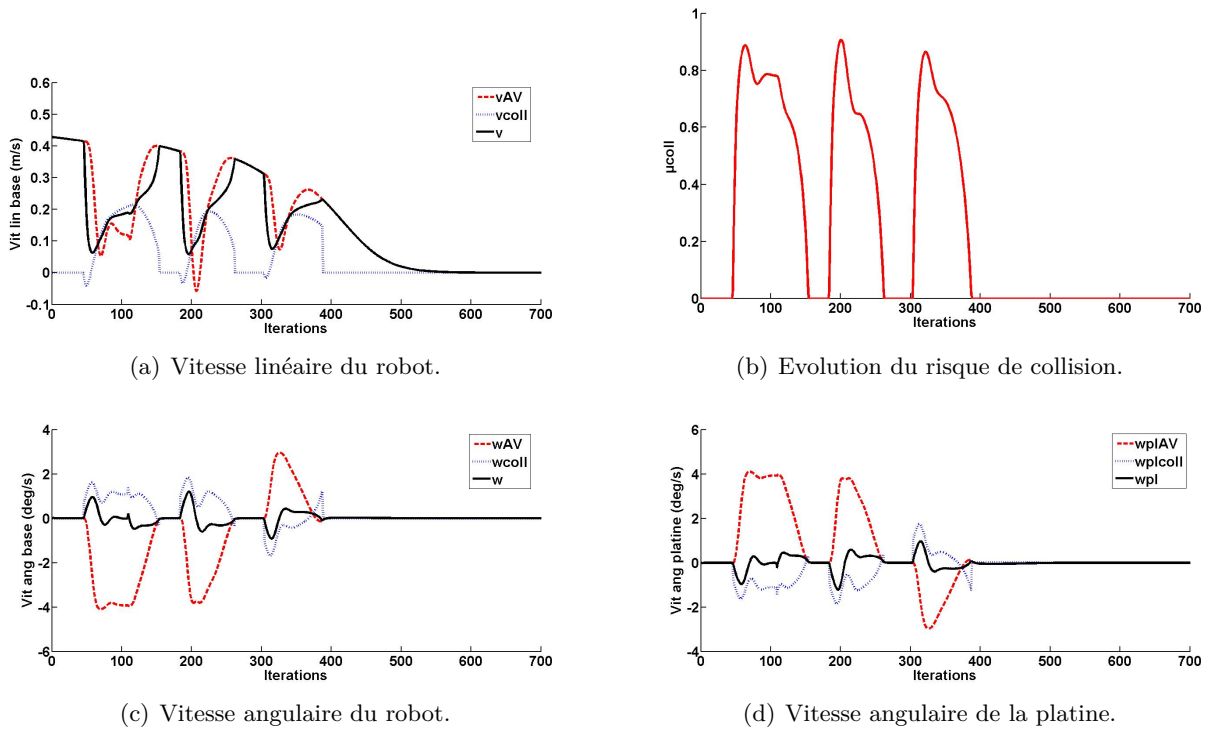 0.6
0.5
0.4
0.3
0.2
0.1
0
-0.1
Vit lin base (m/s)
vAV
vcoll
v
0 100 200 300 400 500 600 700
Iterations
(a) Vitesse linéaire du robot.
1
0.8
0.6
0.4
0.2
0
µcoll
0 100 200 300 400 500 600 700
Iterations
(b) Evolution du risque de collision.
4
2
0
-2
-4
-6
Vit ang base (deg/s)
wAV
wcoll
w
0 100 200 300 400 500 600 700
Iterations
(c) Vitesse angulaire du robot.
6
4
2
0
-2
-4
Vit ang platine (deg/s)
wplAV
wplcoll
wpl
0 100 200 300 400 500 600 700
Iterations
(d) Vitesse angulaire de la platine.